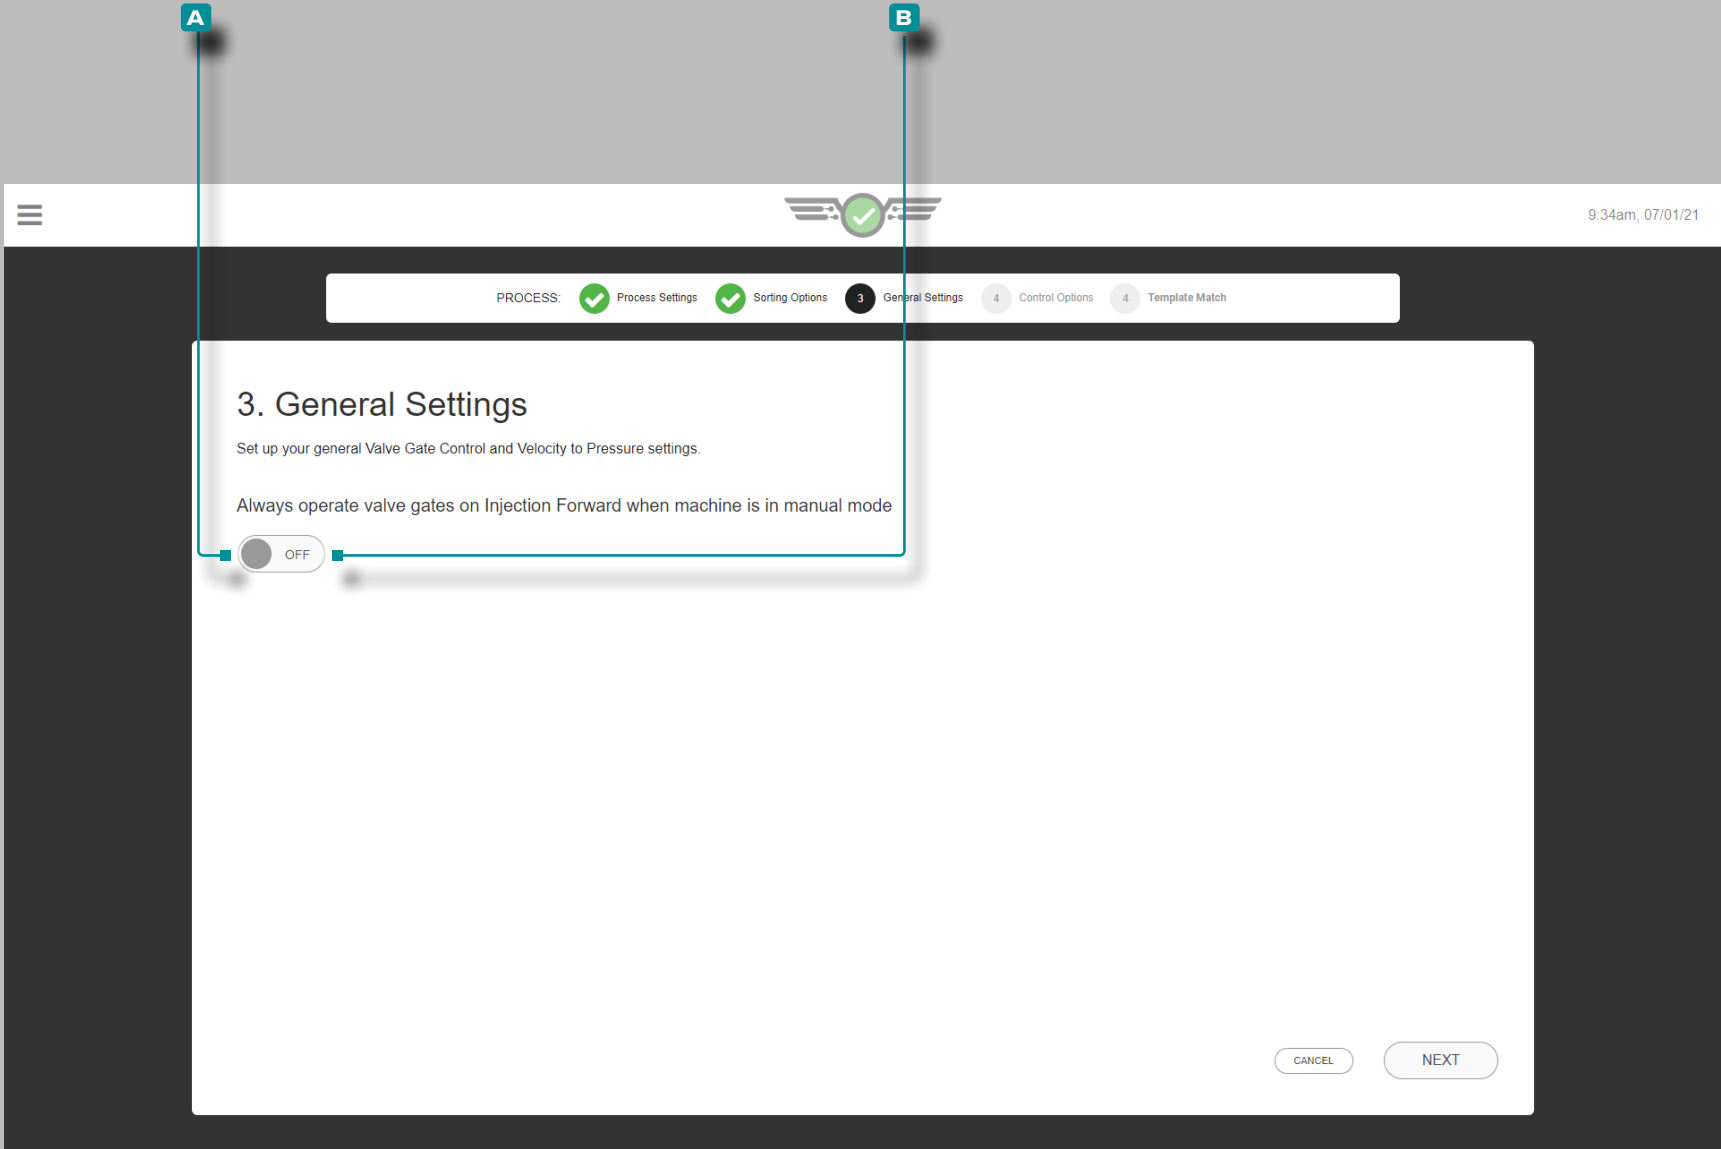 A
B
9:34am, 07/01/21
PROCESS: Process Settings Sorting Options 3 General Settings 4 Control Options 4 Template Match
3. General Settings
Set up your general Valve Gate Control and Velocity to Pressure settings.
Always operate valve gates on Injection Forward when machine is in manual mode
OFF
CANCEL
NEXT